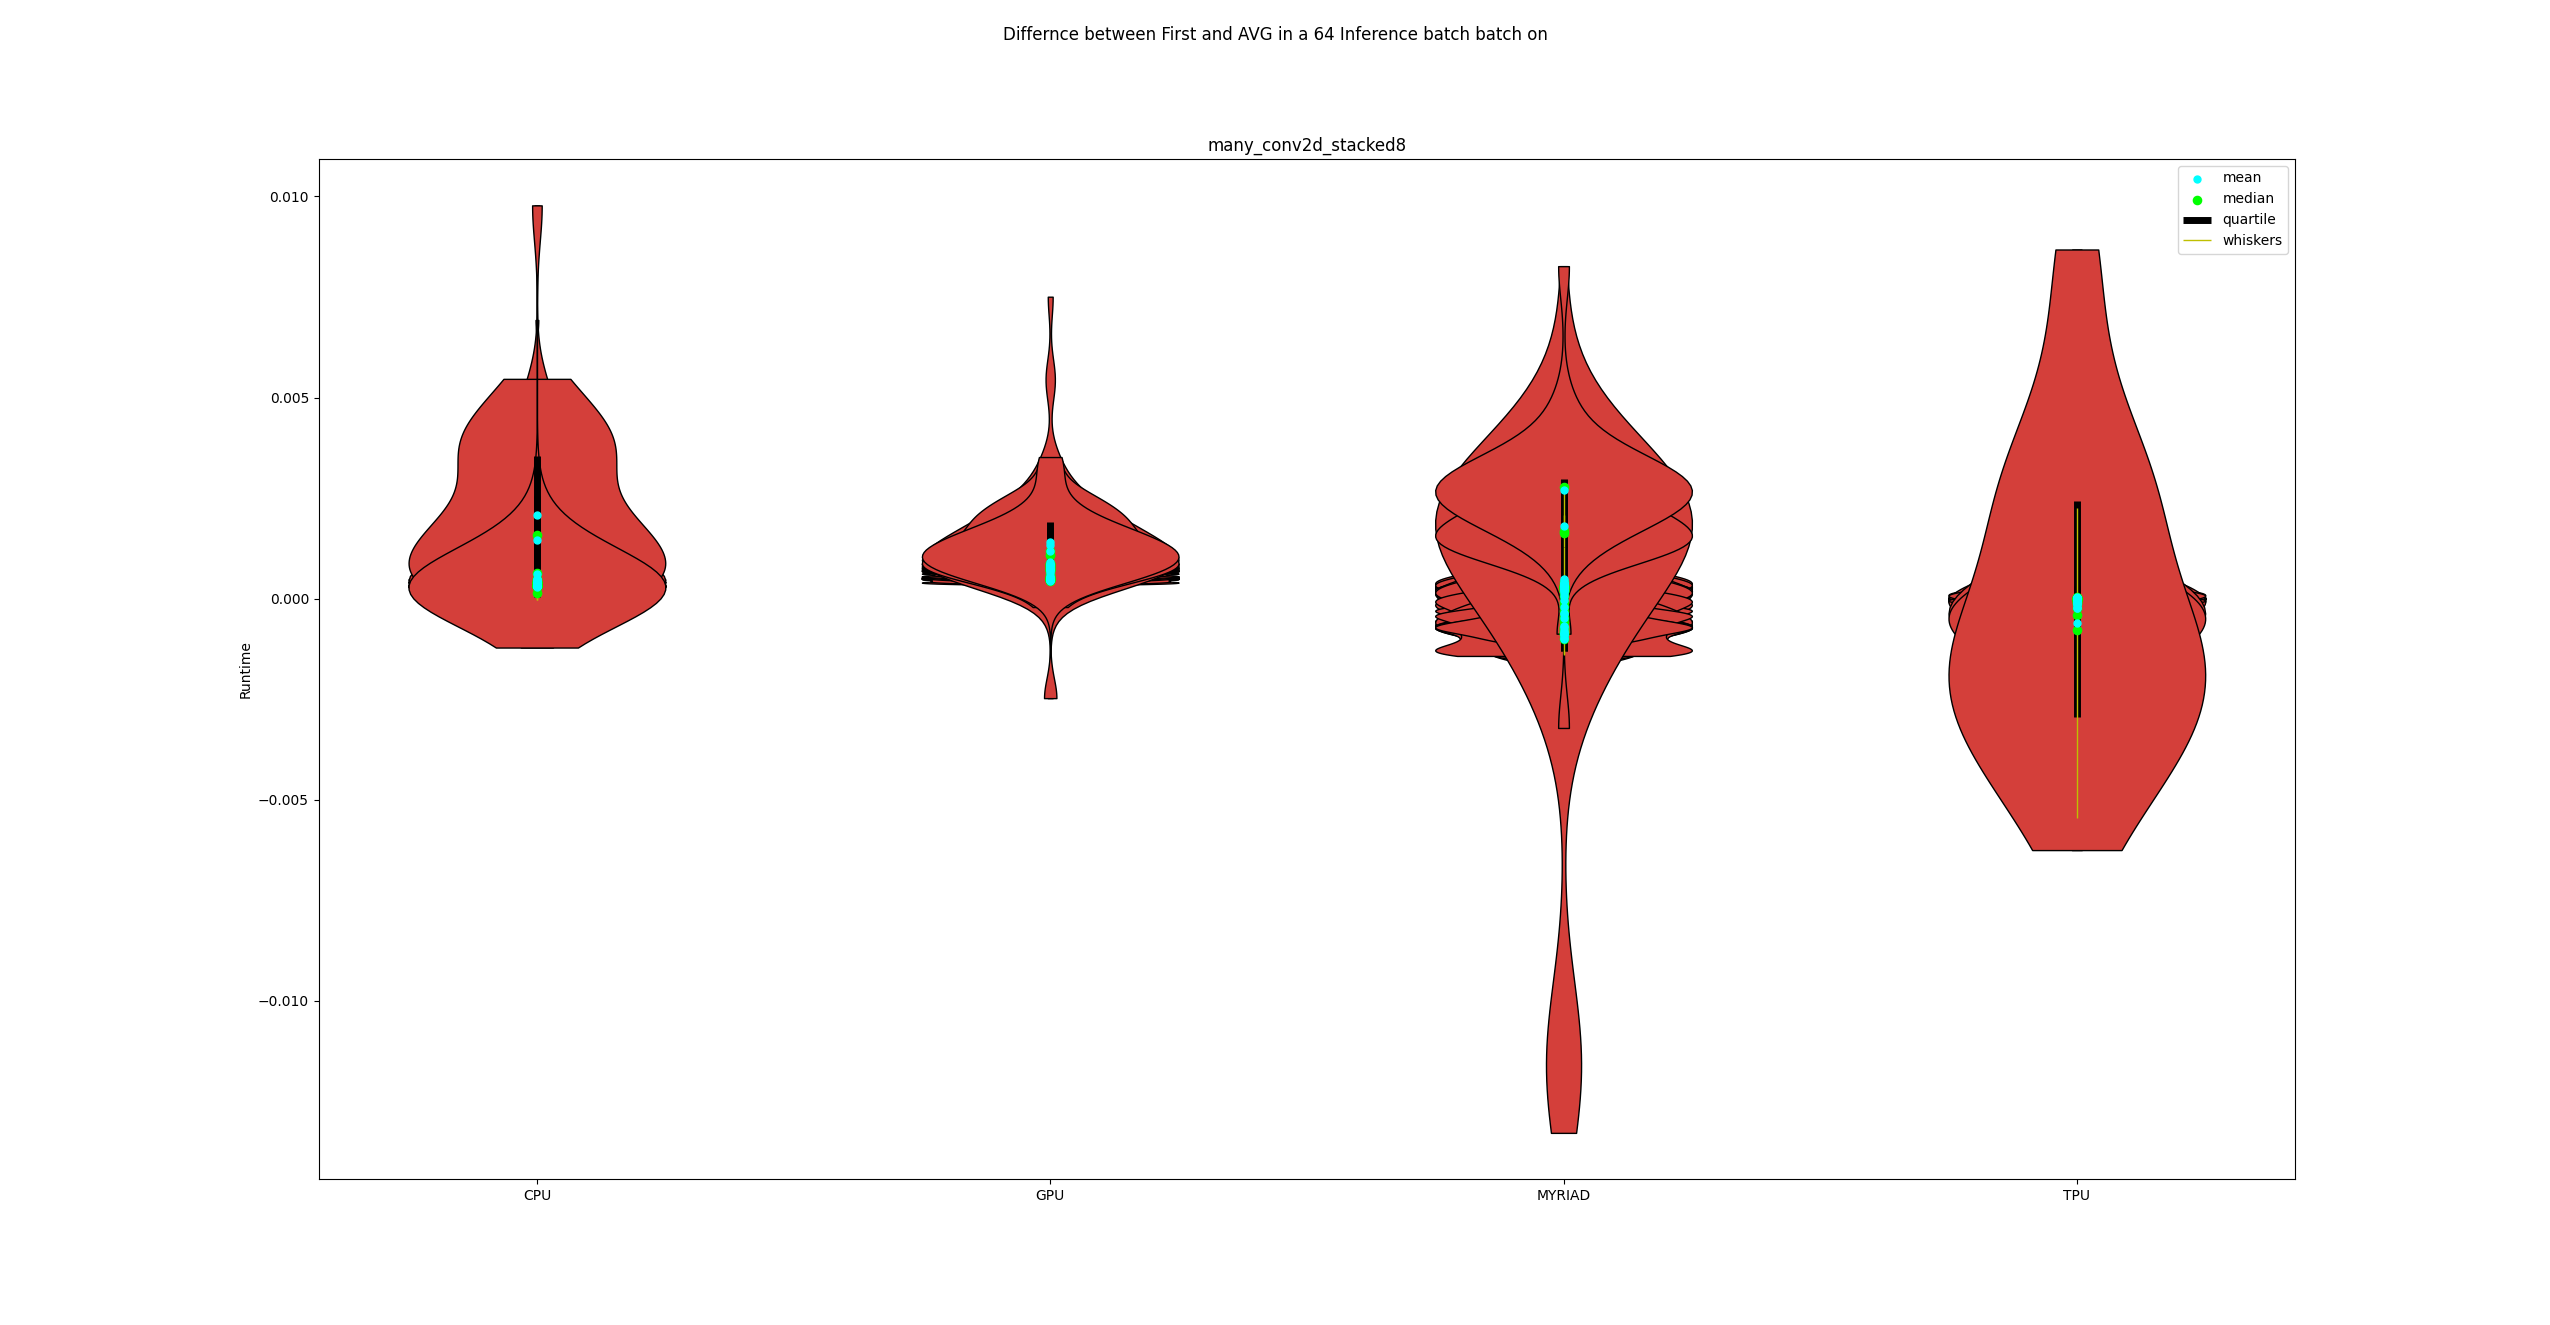 Differnce between First and AVG in a 64 Inference batch batch on
many_conv2d_stacked8
mean
median
quartile
whiskers
0.010
0.005
0.000
−0.005
−0.010
Runtime
CPU
GPU
MYRIAD
TPU